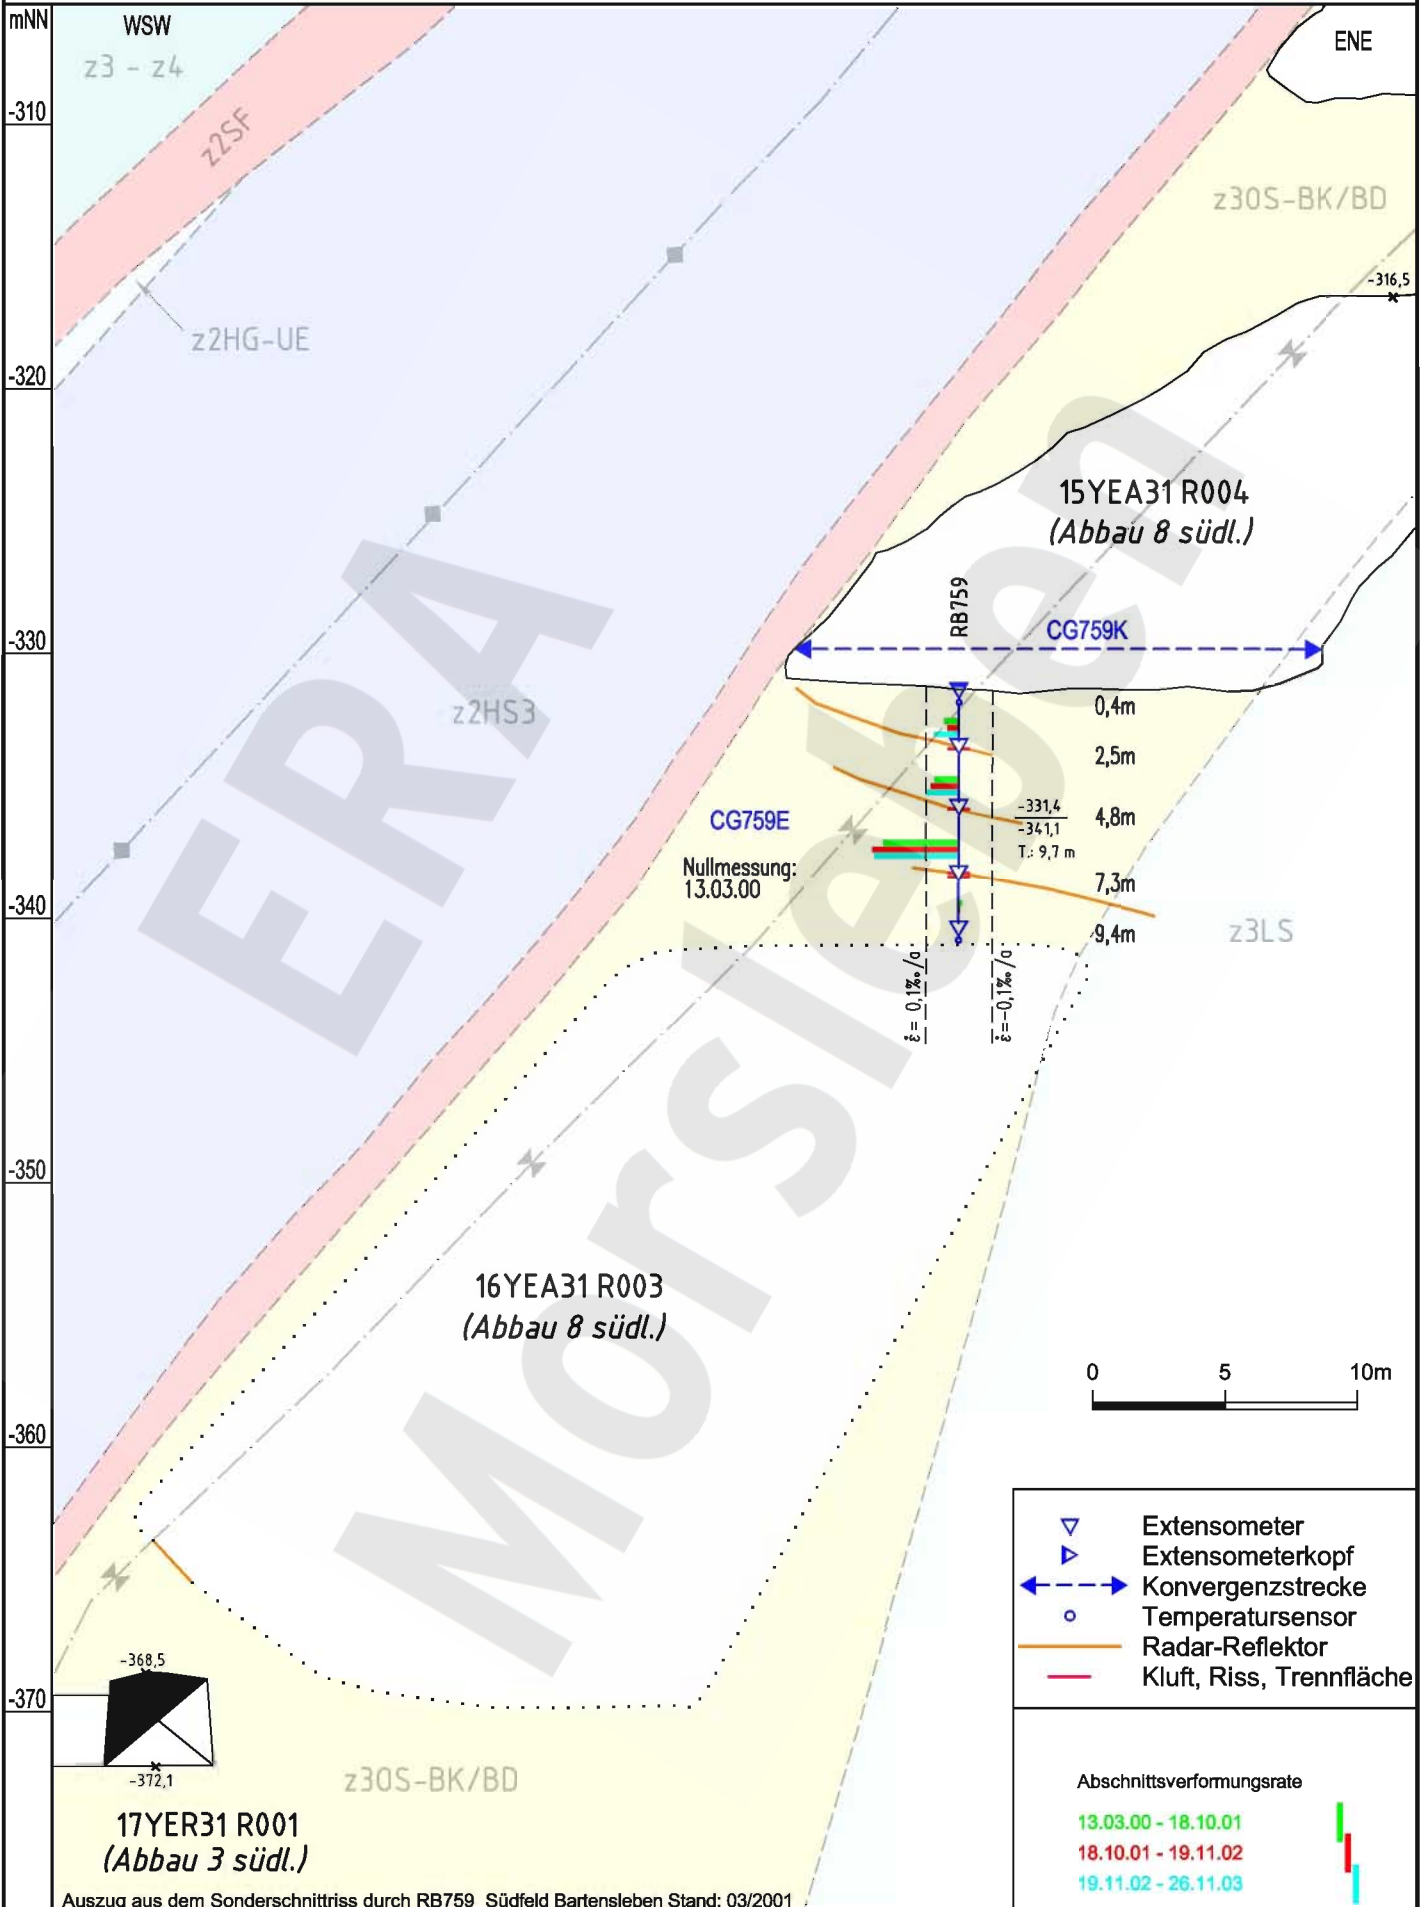 mNN
WSW
ENE
z3 - z4
z2SF
-310
z3OS-BK/BD
-316,5
z2HG-UE
-320
15YEA31 R004
(Abbau 8 südl.)
RB759
CG759K
-330
z2HS3
0,4m
2,5m
CG759E
-331,4
-341,1
T.: 9,7 m
4,8m
Nullmessung:
13.03.00
7,3m
-340
9,4m
z3LS
ε̇ = 0,1‰/a
ε̇=-0,1‰/a
-350
16YEA31 R003
(Abbau 8 südl.)
0 5 10m
-360
Extensometer
Extensometerkopf
Konvergenzstrecke
Temperatursensor
Radar-Reflektor
Kluft, Riss, Trennfläche
-368,5
-370
-372,1
z3OS-BK/BD
17YER31 R001
(Abbau 3 südl.)
Abschnittsverformungsrate
13.03.00 - 18.10.01
18.10.01 - 19.11.02
19.11.02 - 26.11.03
Auszug aus dem Sonderschnittriss durch RB759 Südfeld Bartensleben Stand: 03/2001
ERA
Morsleben